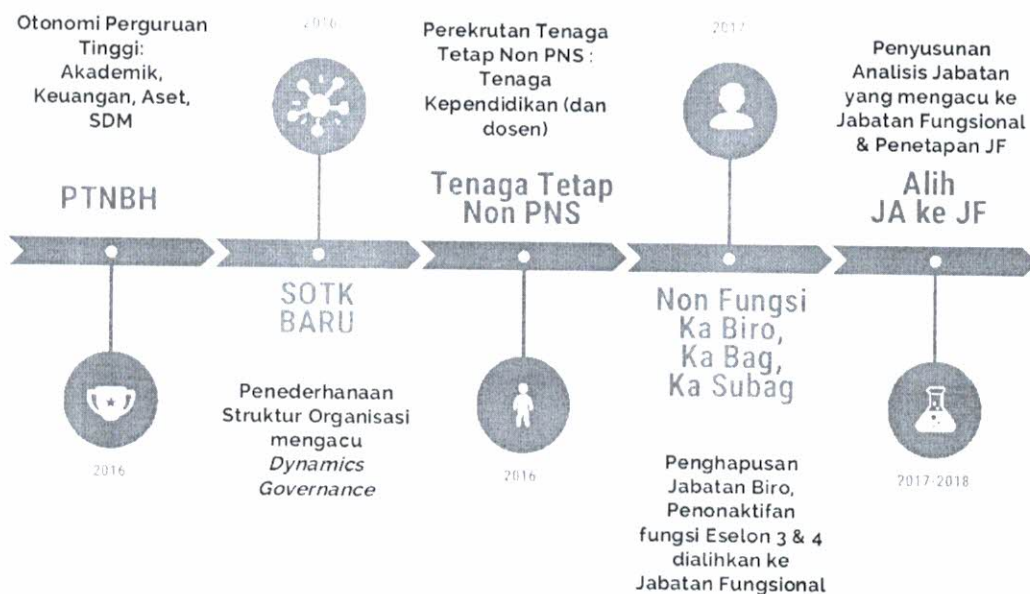 Otonomi Perguruan
Tinggi:
Akademik,
Keuangan, Aset,
SDM
PTNBH
2016
2016
SOTK
BARU
Penederhanaan
Struktur Organisasi
mengacu
Dynamics
Governance
Perekrutan Tenaga
Tetap Non PNS :
Tenaga
Kependidikan (dan
dosen)
Tenaga Tetap
Non PNS
2016
2017
Non Fungsi
Ka Biro,
Ka Bag,
Ka Subag
Penghapusan
Jabatan Biro,
Penonaktifan
fungsi Eselon 3 & 4
dialihkan ke
Jabatan Fungsional
Penyusunan
Analisis Jabatan
yang mengacu ke
Jabatan Fungsional
& Penetapan JF
Alih
JA ke JF
2017-2018